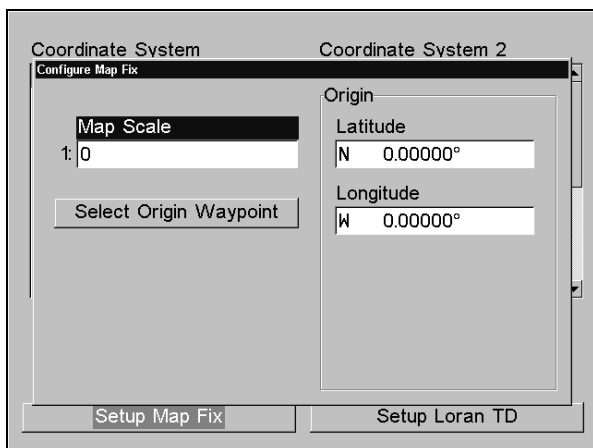 Coordinate System Coordinate System 2
Configure Map Fix
Map Scale
1: 0
Select Origin Waypoint
Origin
Latitude
N 0.00000°
Longitude
W 0.00000°
Setup Map Fix Setup Loran TD